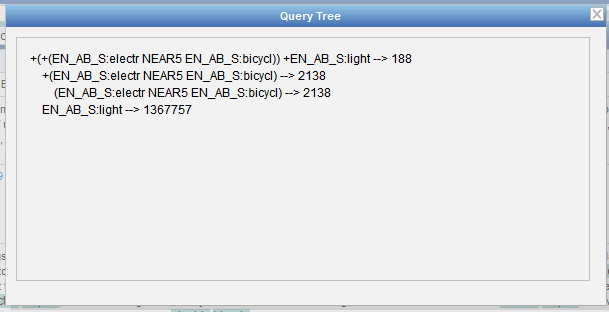 Query Tree
+(+(EN_AB_S:electr NEAR5 EN_AB_S:bicycl)) +EN_AB_S:light --> 188
+(EN_AB_S:electr NEAR5 EN_AB_S:bicycl) --> 2138
(EN_AB_S:electr NEAR5 EN_AB_S:bicycl) --> 2138
EN_AB_S:light --> 1367757